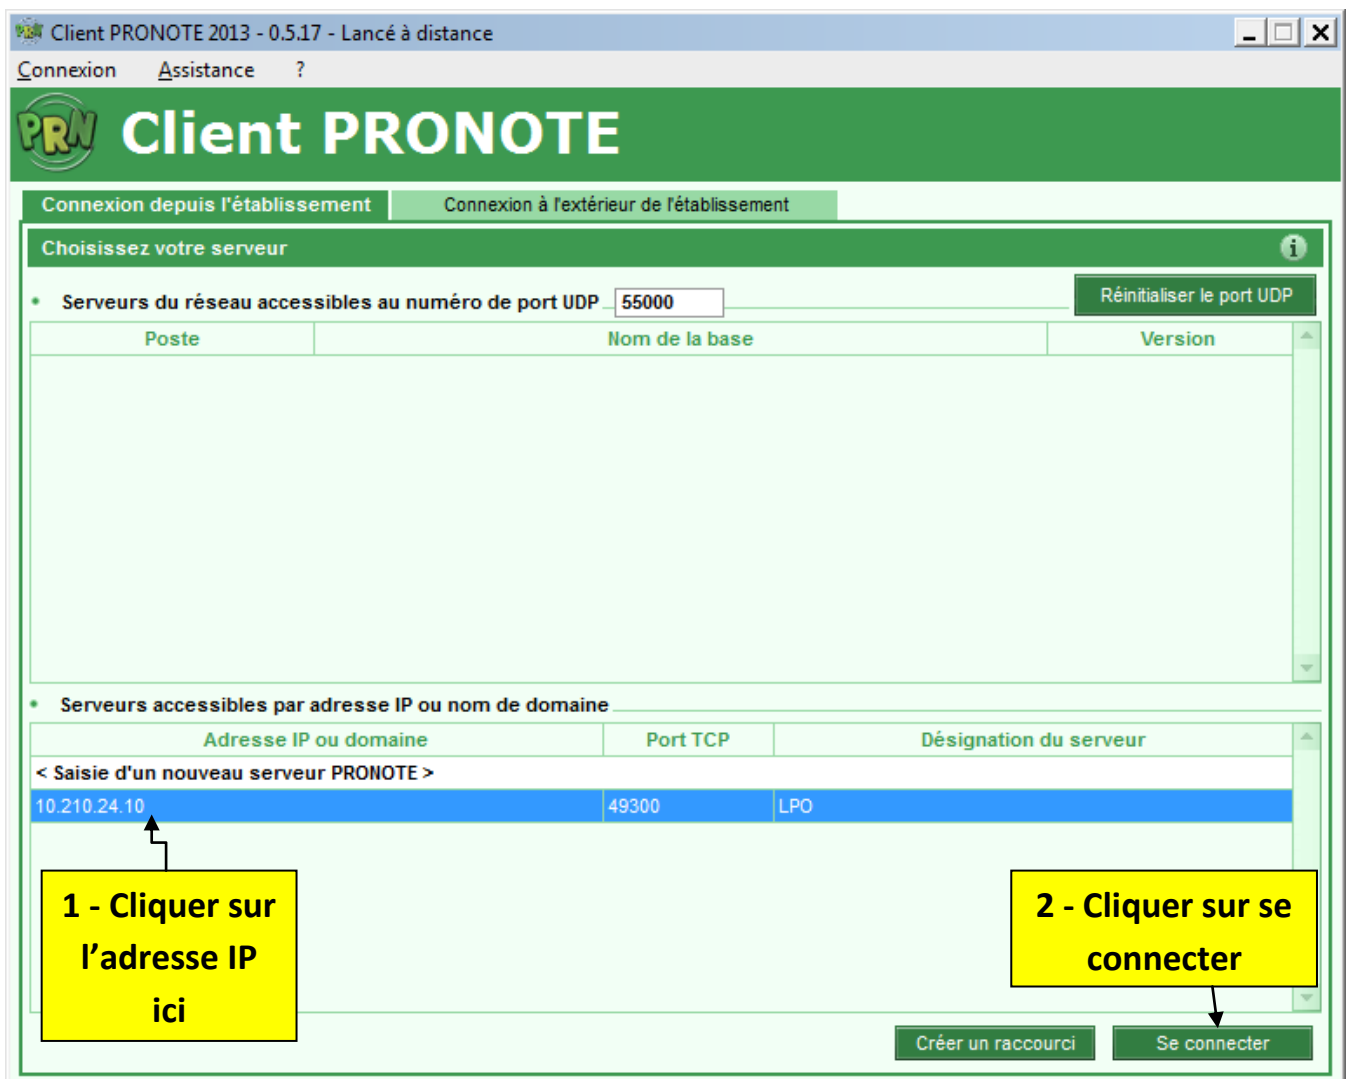 Client PRONOTE 2013 - 0.5.17 - Lancé à distance
Connexion Assistance ?
PRN Client PRONOTE
Connexion depuis l'établissement Connexion à l'extérieur de l'établissement
Choisissez votre serveur i
Serveurs du réseau accessibles au numéro de port UDP 55000 Réinitialiser le port UDP
Poste Nom de la base Version
Serveurs accessibles par adresse IP ou nom de domaine
Adresse IP ou domaine Port TCP Désignation du serveur
< Saisie d'un nouveau serveur PRONOTE >
10.210.24.10 49300 LPO
1 - Cliquer sur
l’adresse IP
ici
2 - Cliquer sur se
connecter
Créer un raccourci Se connecter